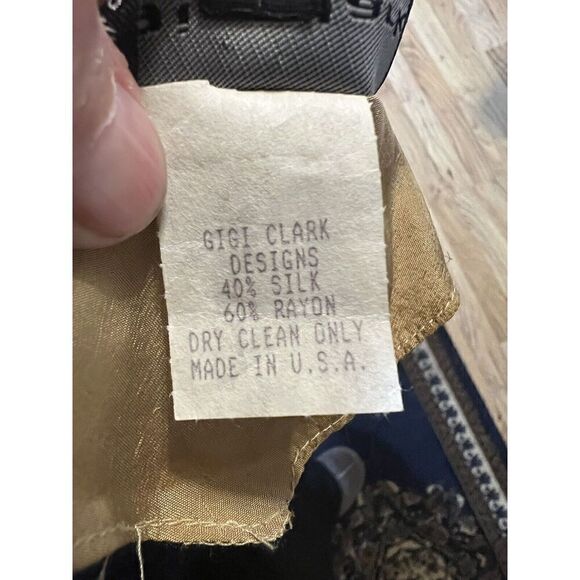 GIGI CLARK
DESIGNS
40% SILK
60% RAYON
DRY CLEAN ONLY
MADE IN U.S.A.